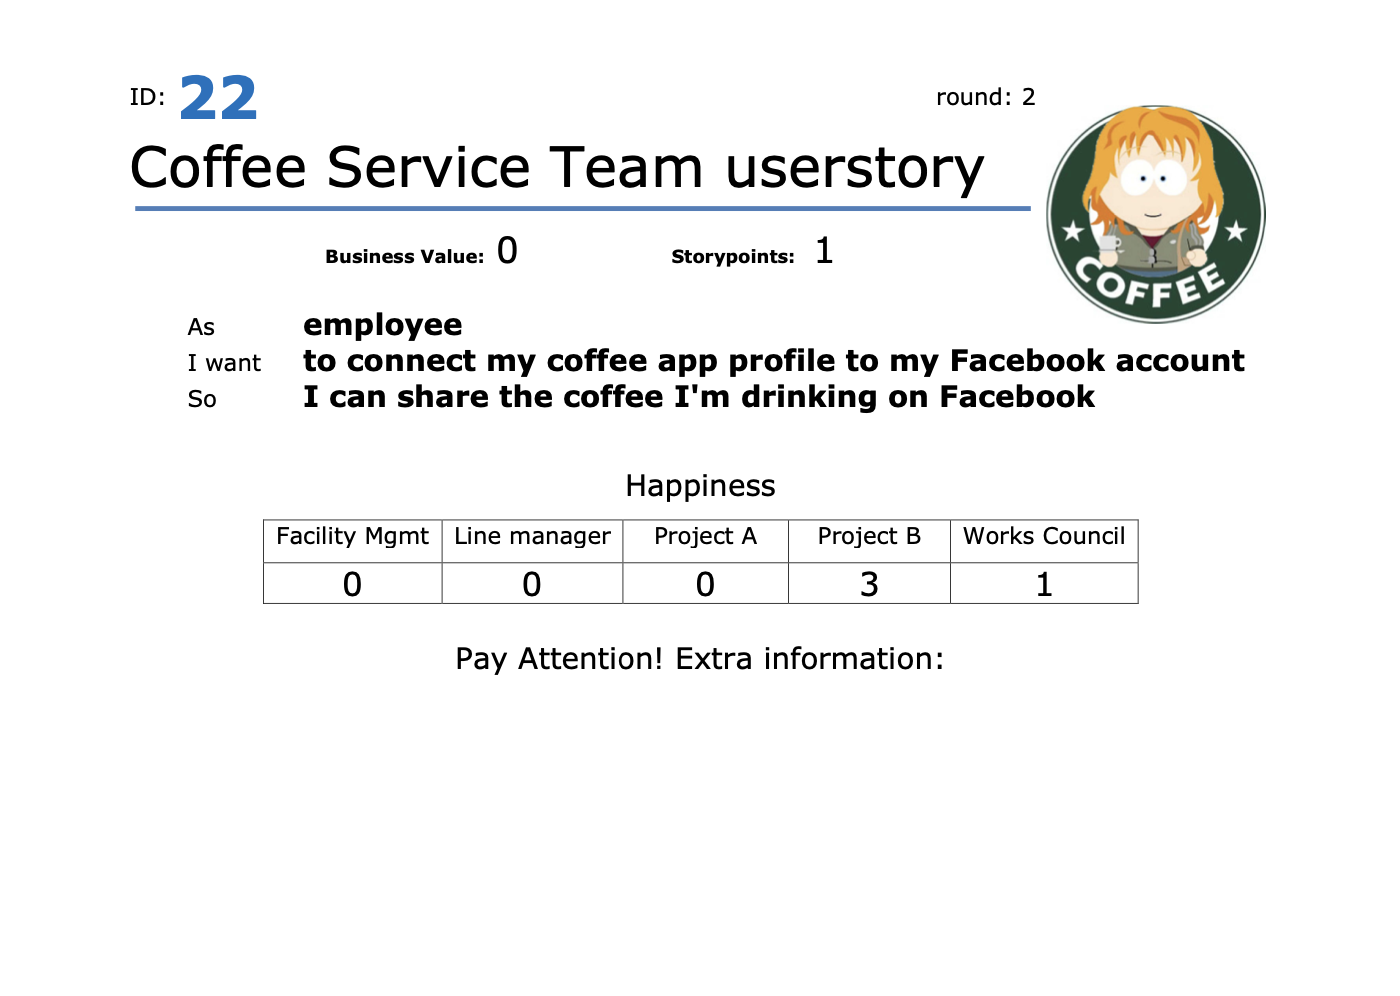 ID: 22
round: 2
Coffee Service Team userstory
COFFEE
Business Value: 0
Storypoints: 1
As employee
I want to connect my coffee app profile to my Facebook account
So I can share the coffee I'm drinking on Facebook
Happiness
Facility Mgmt Line manager Project A Project B Works Council
0 0 0 3 1
Pay Attention! Extra information: